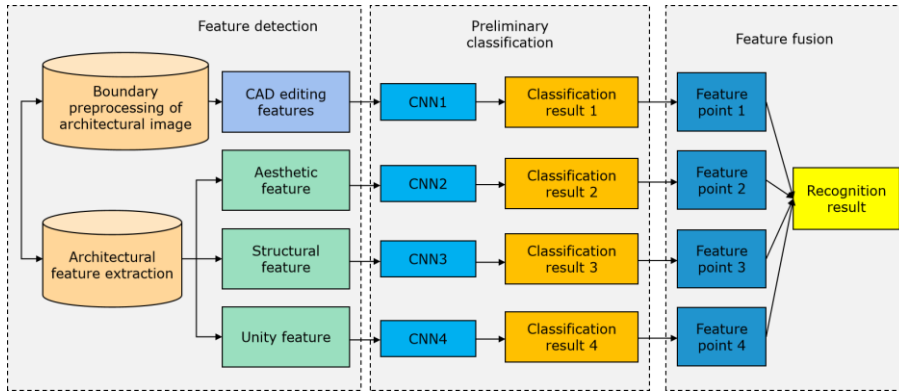 Feature detection
Preliminary
classification
Feature fusion
Boundary
preprocessing of
architectural image
CAD editing
features
CNN1
Classification
result 1
Feature
point 1
Aesthetic
feature
CNN2
Classification
result 2
Feature
point 2
Recognition
result
Architectural
feature extraction
Structural
feature
CNN3
Classification
result 3
Feature
point 3
Unity feature
CNN4
Classification
result 4
Feature
point 4